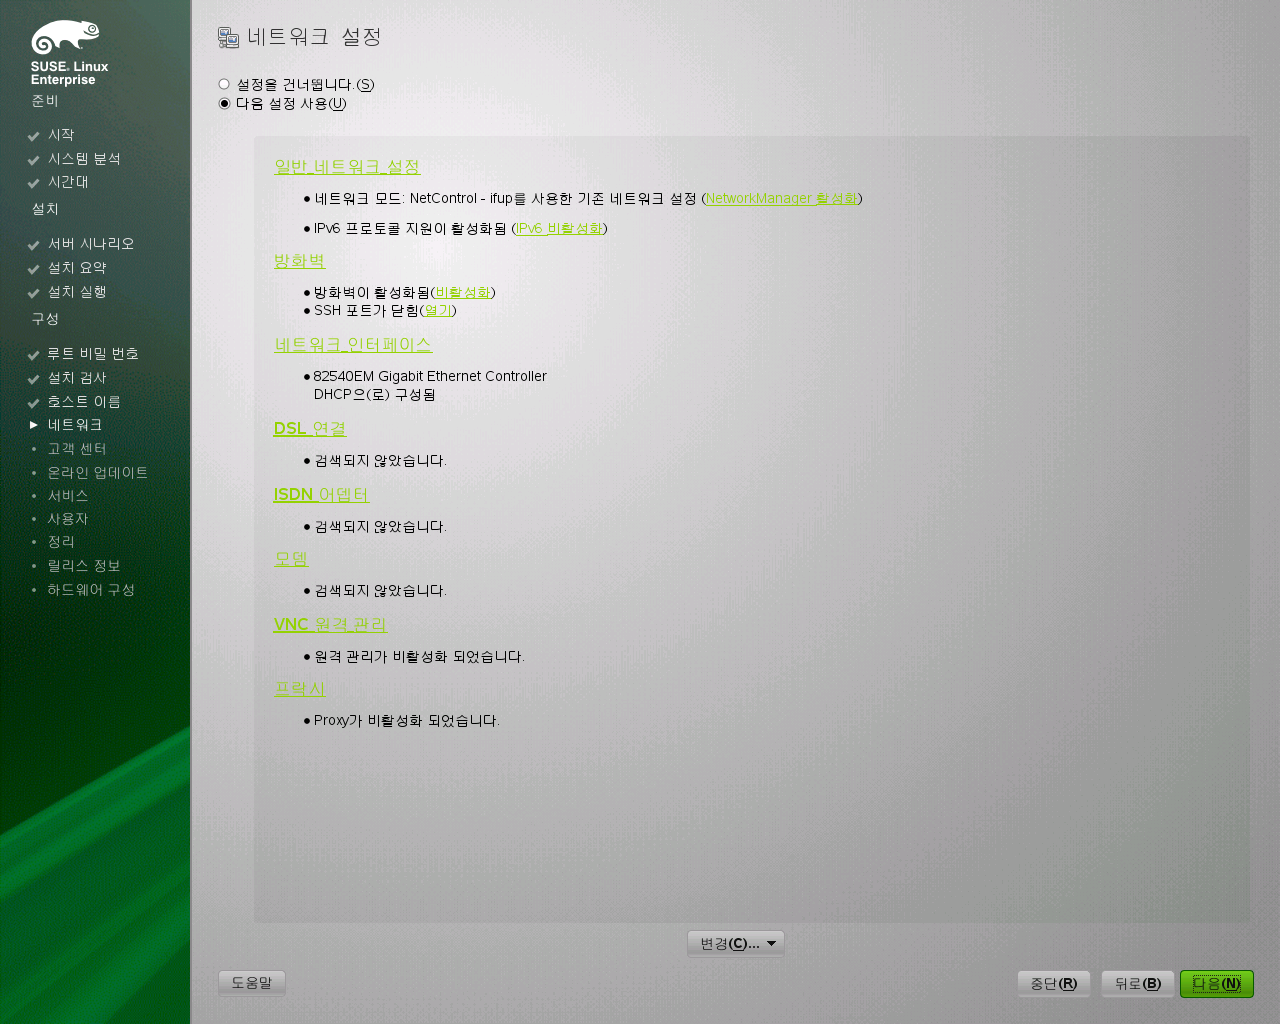 SUSE. Linux
Enterprise
준비
시작
시스템 분석
시간대
설치
서버 시나리오
설치 요약
설치 실행
구성
루트 비밀 번호
설치 검사
호스트 이름
네트워크
고객 센터
온라인 업데이트
서비스
사용자
정리
릴리스 정보
하드웨어 구성
네트워크 설정
설정을 건너뜁니다.(S)
다음 설정 사용(U)
일반 네트워크 설정
• 네트워크 모드: NetControl - ifup를 사용한 기존 네트워크 설정 (NetworkManager 활성화)
• IPv6 프로토콜 지원이 활성화됨 (IPv6 비활성화)
방화벽
• 방화벽이 활성화됨(비활성화)
• SSH 포트가 닫힘(열기)
네트워크 인터페이스
• 82540EM Gigabit Ethernet Controller
DHCP으(로) 구성됨
DSL 연결
• 검색되지 않았습니다.
ISDN 어댑터
• 검색되지 않았습니다.
모뎀
• 검색되지 않았습니다.
VNC 원격 관리
• 원격 관리가 비활성화 되었습니다.
프락시
• Proxy가 비활성화 되었습니다.
변경(C)...
도움말
중단(R)
뒤로(B)
다음(N)